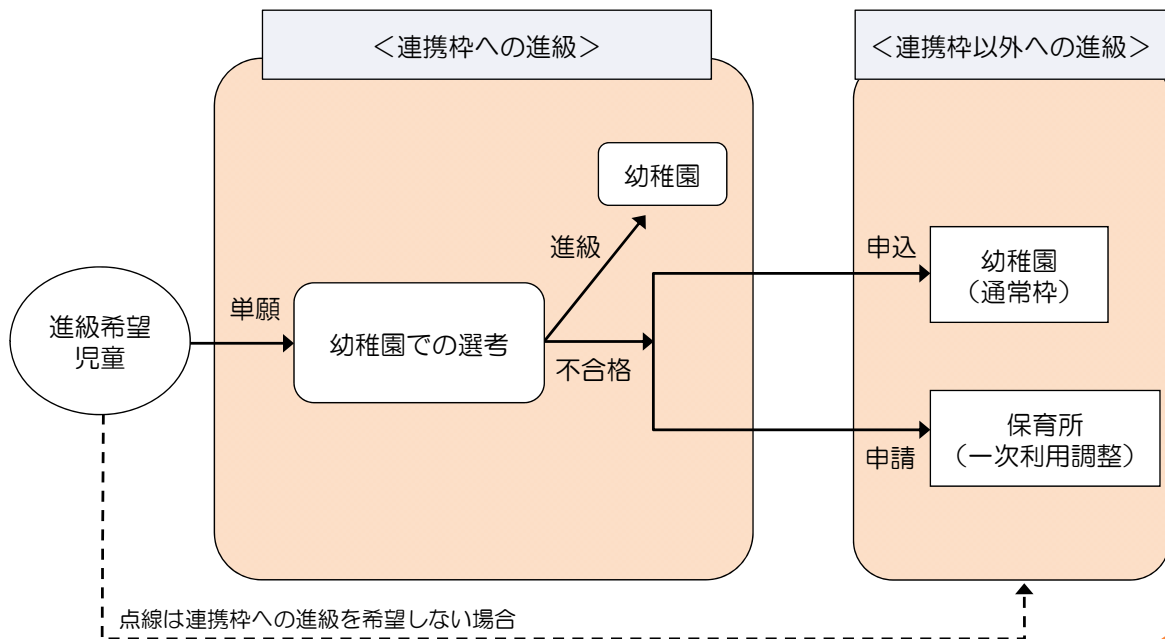 ＜連携枠への進級＞
＜連携枠以外への進級＞
幼稚園
進級
申込
幼稚園
（通常枠）
進級希望
児童
単願
幼稚園での選考
不合格
保育所
（一次利用調整）
申請
点線は連携枠への進級を希望しない場合